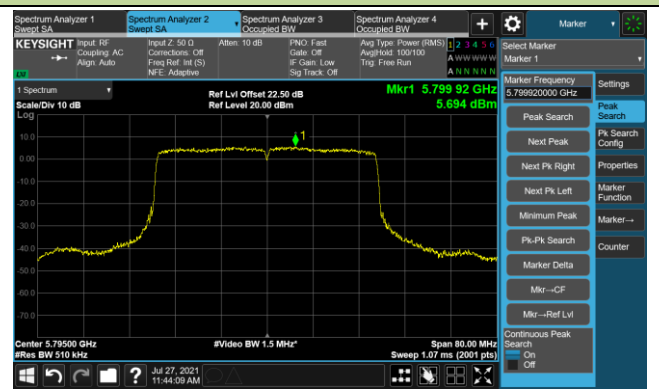 Spectrum Analyzer 1
Swept SA
Spectrum Analyzer 2
Swept SA
Spectrum Analyzer 3
Occupied BW
Spectrum Analyzer 4
Occupied BW
+
Marker
KEYSIGHT
Input: RF
Coupling: AC
Align: Auto
Input Z: 50 Ω
Corrections: Off
Freq Ref: Int (S)
NFE: Adaptive
Atten: 10 dB
PNO: Fast
Gate: Off
IF Gain: Low
Sig Track: Off
Avg Type: Power (RMS)
Avg|Hold: 100/100
Trig: Free Run
1 2 3 4 5 6
A W W W W W
A N N N N N
LXI
Select Marker
Marker 1
1 Spectrum
Scale/Div 10 dB
Log
Ref Lvl Offset 22.50 dB
Ref Level 20.00 dBm
Mkr1 5.799 92 GHz
5.694 dBm
1
10.0
0.00
-10.0
-20.0
-30.0
-40.0
-50.0
-60.0
-70.0
Center 5.79500 GHz
#Res BW 510 kHz
#Video BW 1.5 MHz*
Span 80.00 MHz
Sweep 1.07 ms (2001 pts)
Marker Frequency
5.799920000 GHz
Peak Search
Next Peak
Next Pk Right
Next Pk Left
Minimum Peak
Pk-Pk Search
Marker Delta
Mkr→CF
Mkr→Ref Lvl
Continuous Peak
Search
On
Off
Settings
Peak
Search
Pk Search
Config
Properties
Marker
Function
Marker→
Counter
?
Jul 27, 2021
11:44:09 AM